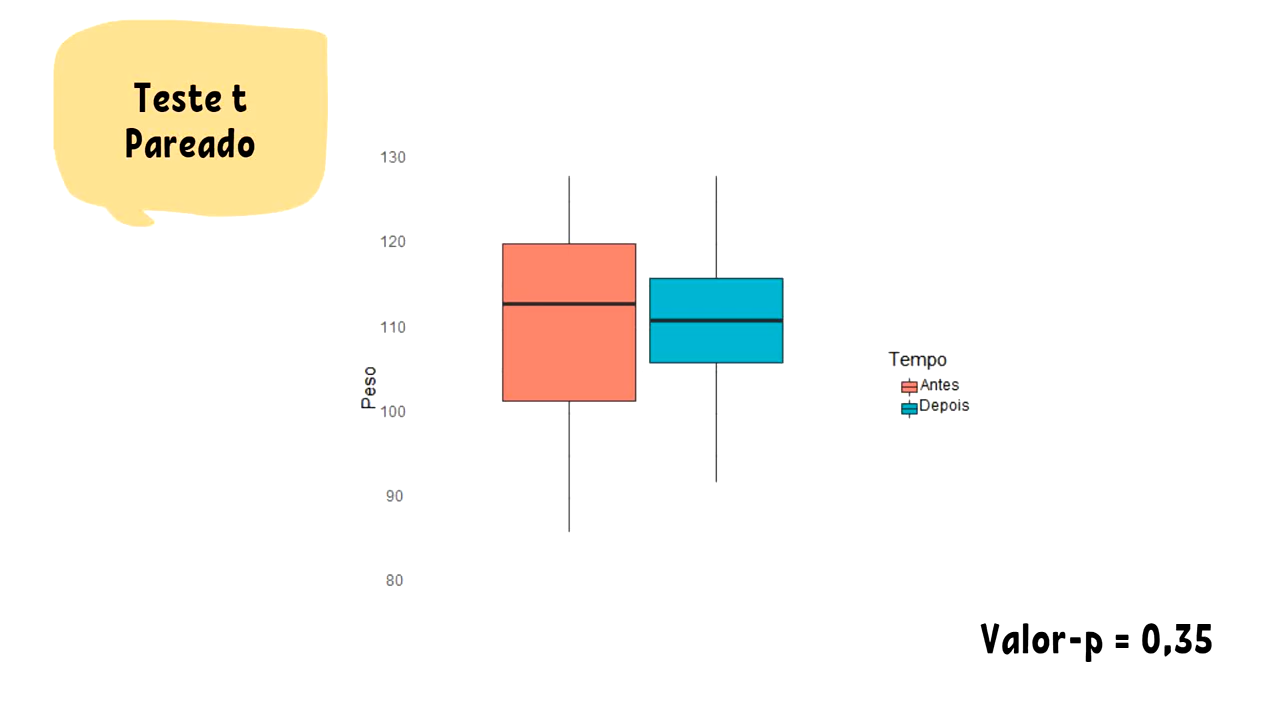 Teste t
Pareado
130
120
110
100
90
80
Peso
Tempo
Antes
Depois
Valor-p = 0,35